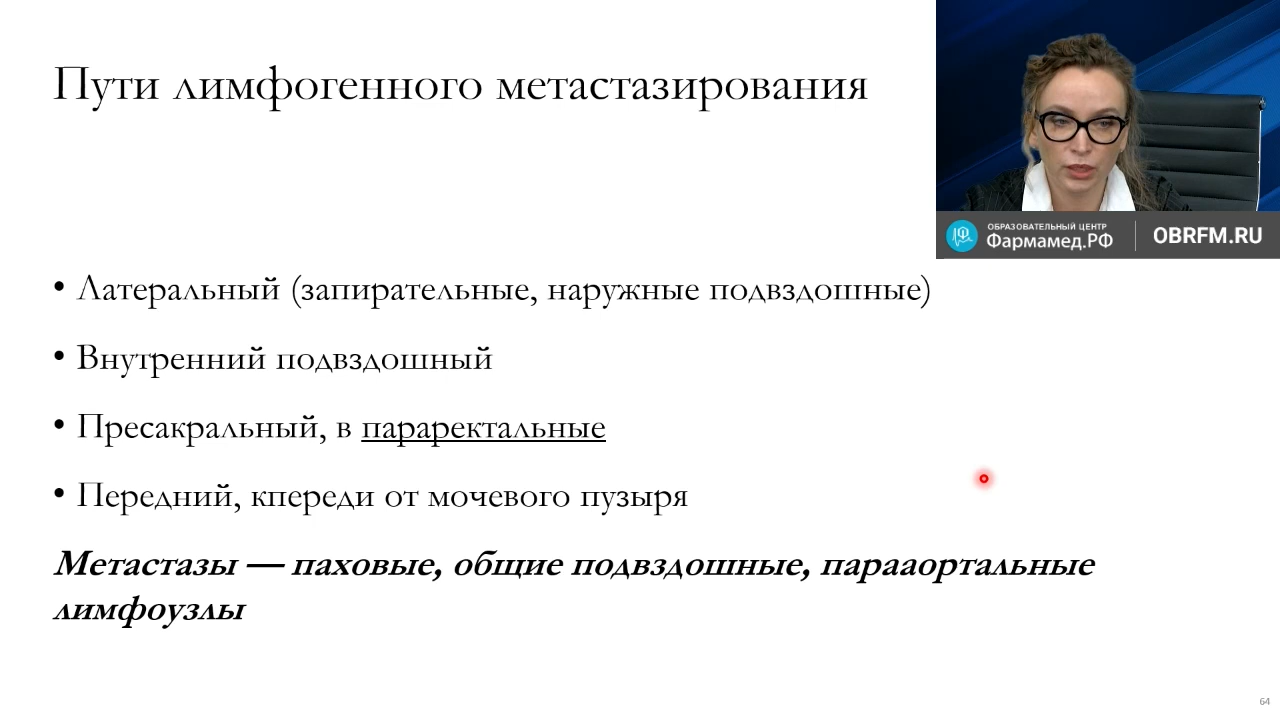 Пути лимфогенного метастазирования
ОБРАЗОВАТЕЛЬНЫЙ ЦЕНТР
Фармамед.РФ
OBRFM.RU
• Латеральный (запирательные, наружные подвздошные)
• Внутренний подвздошный
• Пресакральный, в параректальные
• Передний, кпереди от мочевого пузыря
Метастазы — паховые, общие подвздошные, парааортальные
лимфоузлы
64